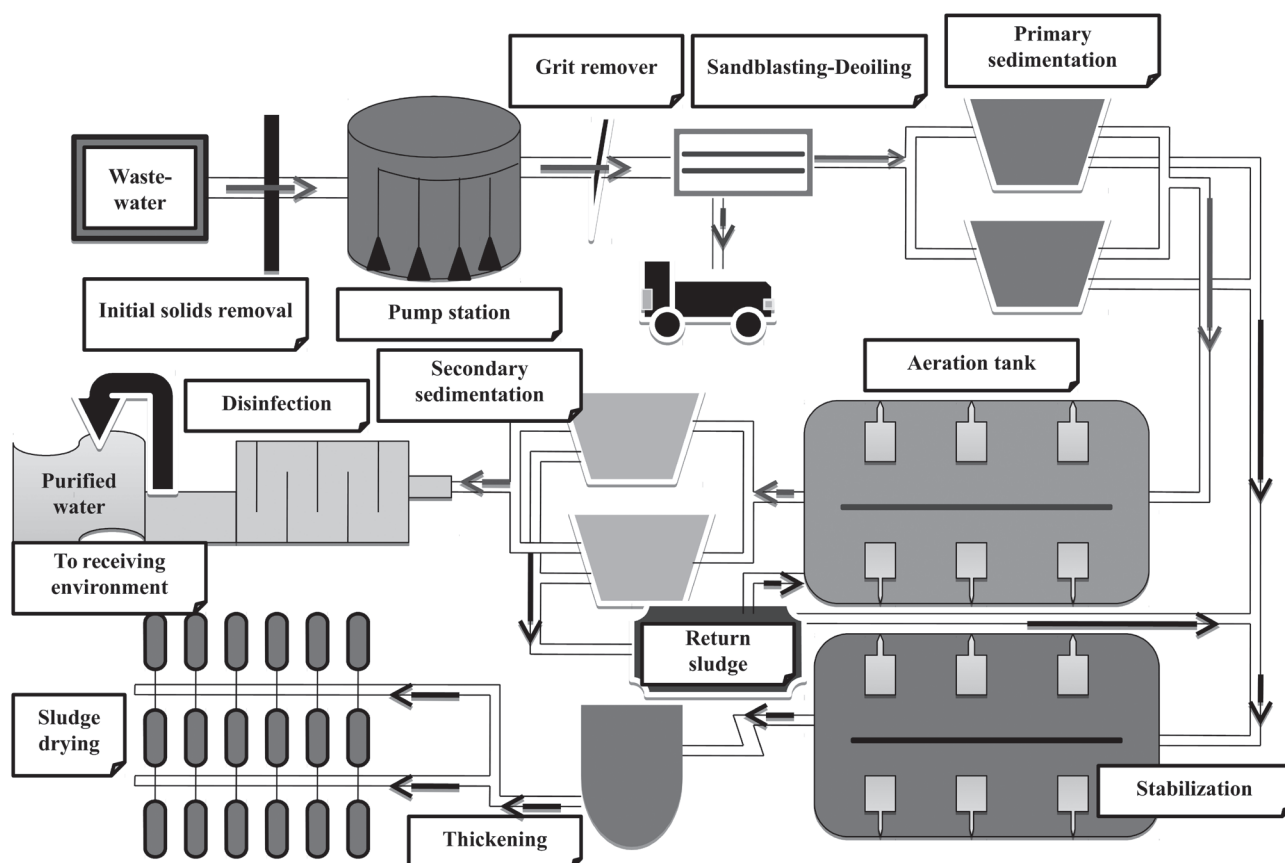 Primary
sedimentation
Grit remover
Sandblasting-Deoiling
Waste-
water
Initial solids removal
Pump station
Secondary
sedimentation
Aeration tank
Disinfection
Purified
water
To receiving
environment
Return
sludge
Sludge
drying
Stabilization
Thickening